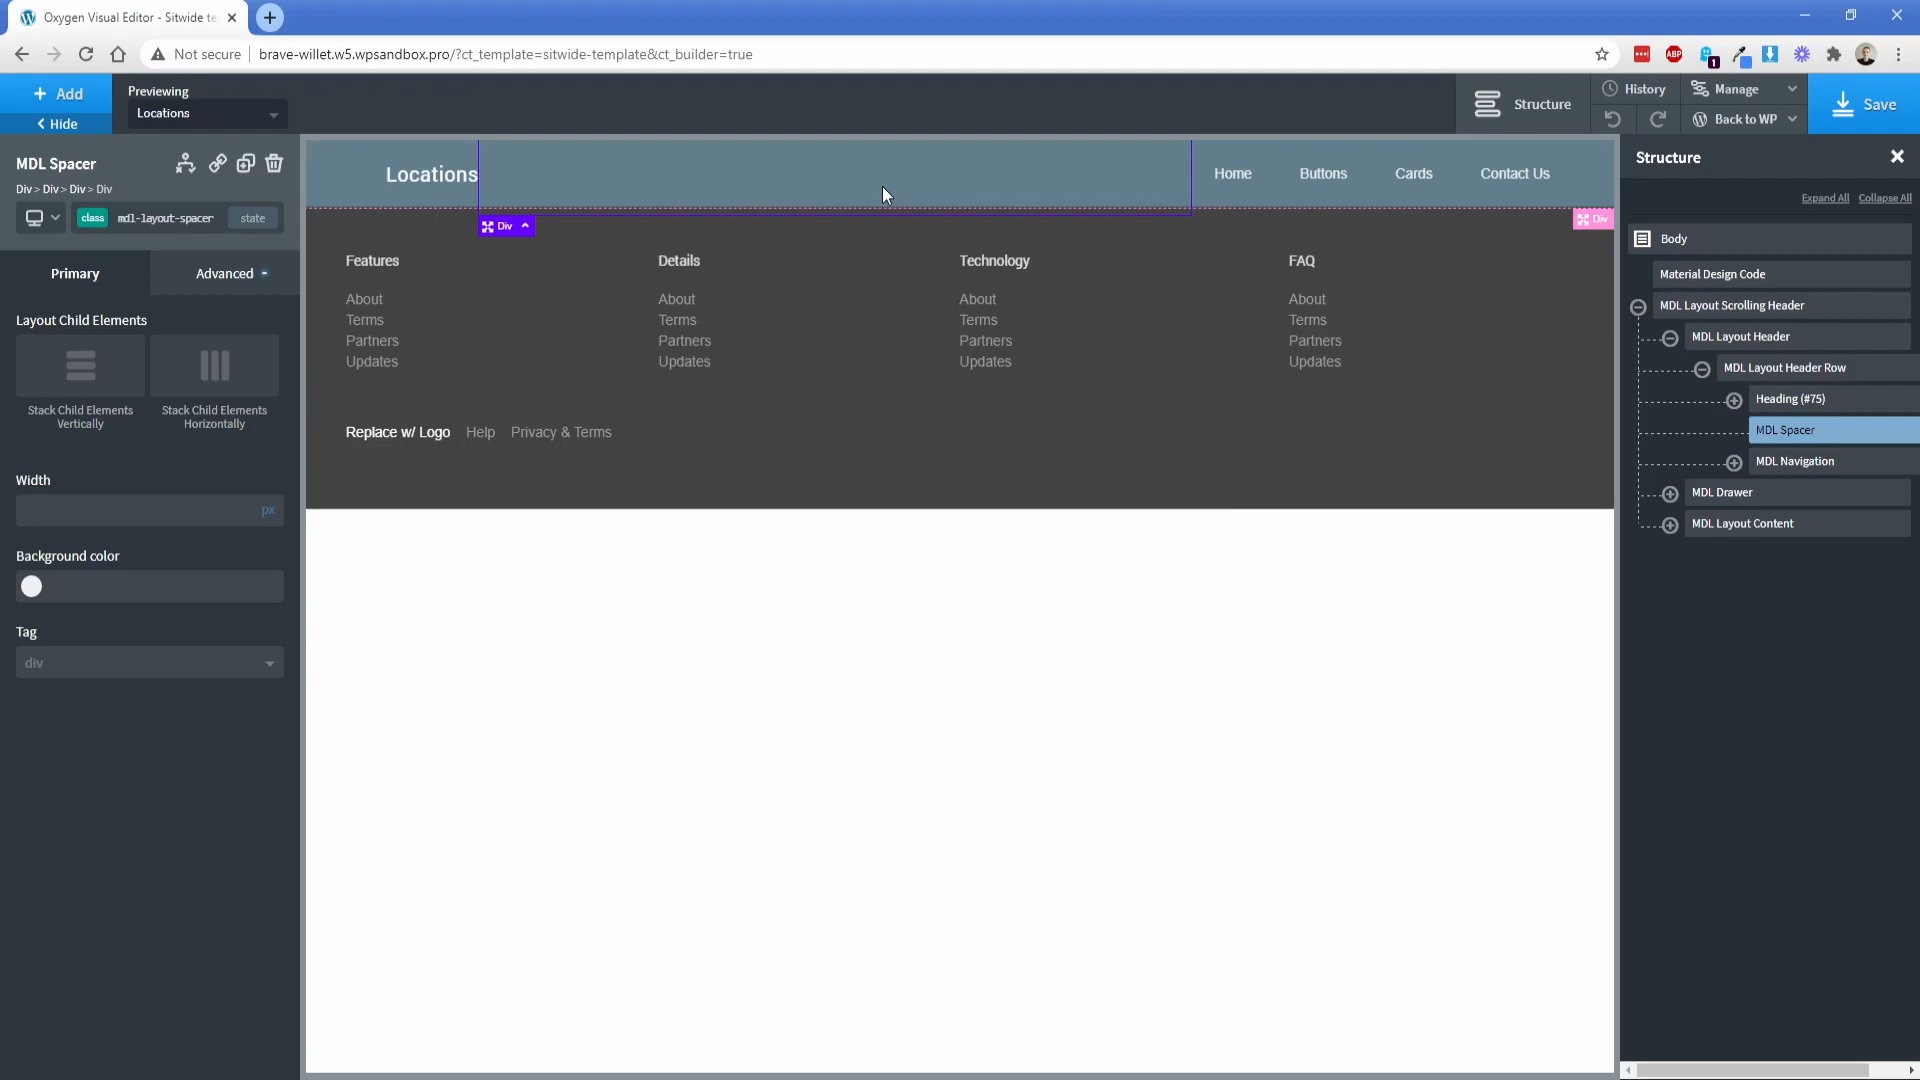 Oxygen Visual Editor - Sitwide te
Not secure
brave-willet.w5.wpsandbox.pro/?ct_template=sitwide-template&ct_builder=true
ABP
1
+ Add
Hide
Previewing
Locations
Structure
History
Manage
Back to WP
Save
MDL Spacer
Div > Div > Div > Div
class mdl-layout-spacer state
Primary
Advanced
Layout Child Elements
Stack Child Elements Vertically
Stack Child Elements Horizontally
Width
px
Background color
Tag
div
Locations
Home
Buttons
Cards
Contact Us
Div
Div
Features
About
Terms
Partners
Updates
Details
About
Terms
Partners
Updates
Technology
About
Terms
Partners
Updates
FAQ
About
Terms
Partners
Updates
Replace w/ Logo Help Privacy & Terms
Structure
Expand All Collapse All
Body
Material Design Code
MDL Layout Scrolling Header
MDL Layout Header
MDL Layout Header Row
Heading (#75)
MDL Spacer
MDL Navigation
MDL Drawer
MDL Layout Content